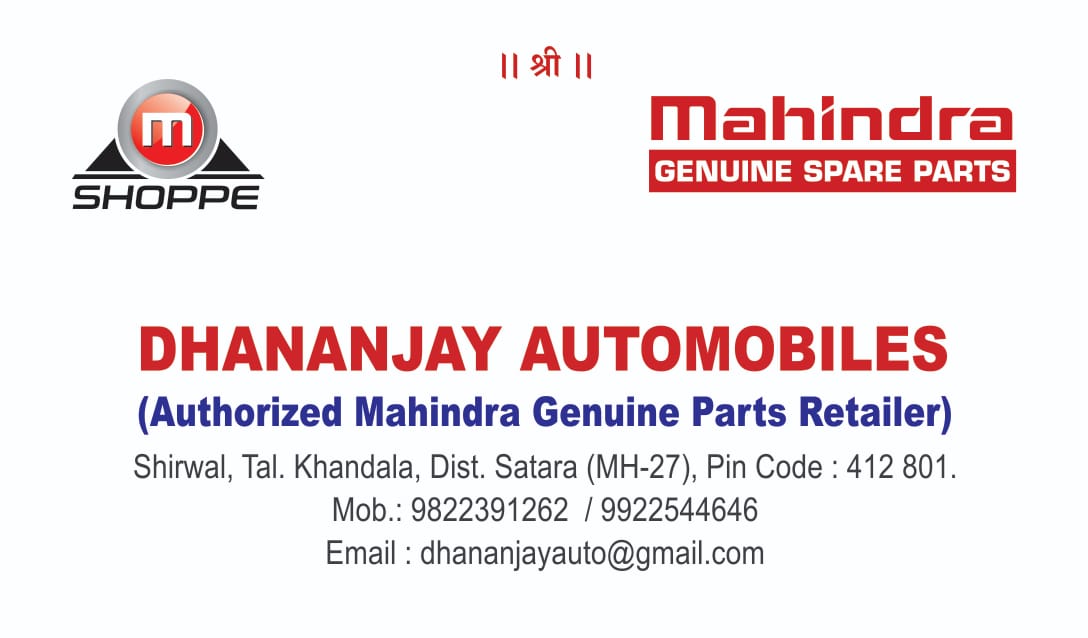 || श्री ||
m
SHOPPE
Mahindra
GENUINE SPARE PARTS
DHANANJAY AUTOMOBILES
(Authorized Mahindra Genuine Parts Retailer)
Shirwal, Tal. Khandala, Dist. Satara (MH-27), Pin Code : 412 801.
Mob.: 9822391262 / 9922544646
Email : dhananjayauto@gmail.com